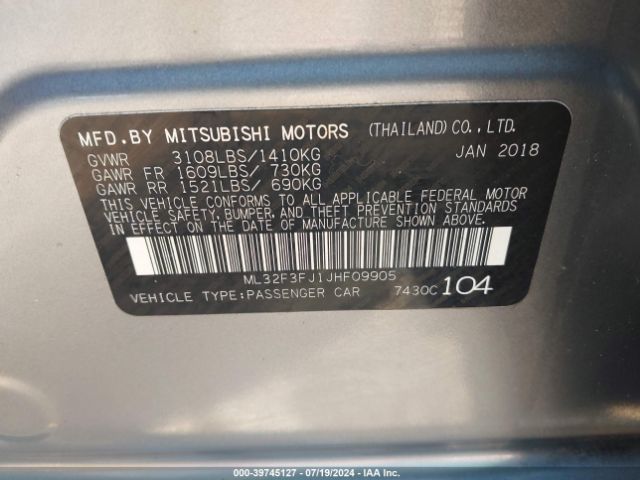 MFD.BY MITSUBISHI MOTORS (THAILAND) CO., LTD.
GVWR 3108LBS/1410KG JAN 2018
GAWR FR 1609LBS/ 730KG
GAWR RR 1521LBS/ 690KG
THIS VEHICLE CONFORMS TO ALL APPLICABLE FEDERAL MOTOR
VEHICLE SAFETY, BUMPER, AND THEFT PREVENTION STANDARDS
IN EFFECT ON THE DATE OF MANUFACTURE SHOWN ABOVE.
ML32F3FJ1JHF09905
VEHICLE TYPE:PASSENGER CAR 7430C 104
000-39745127 - 07/19/2024 - IAA Inc.